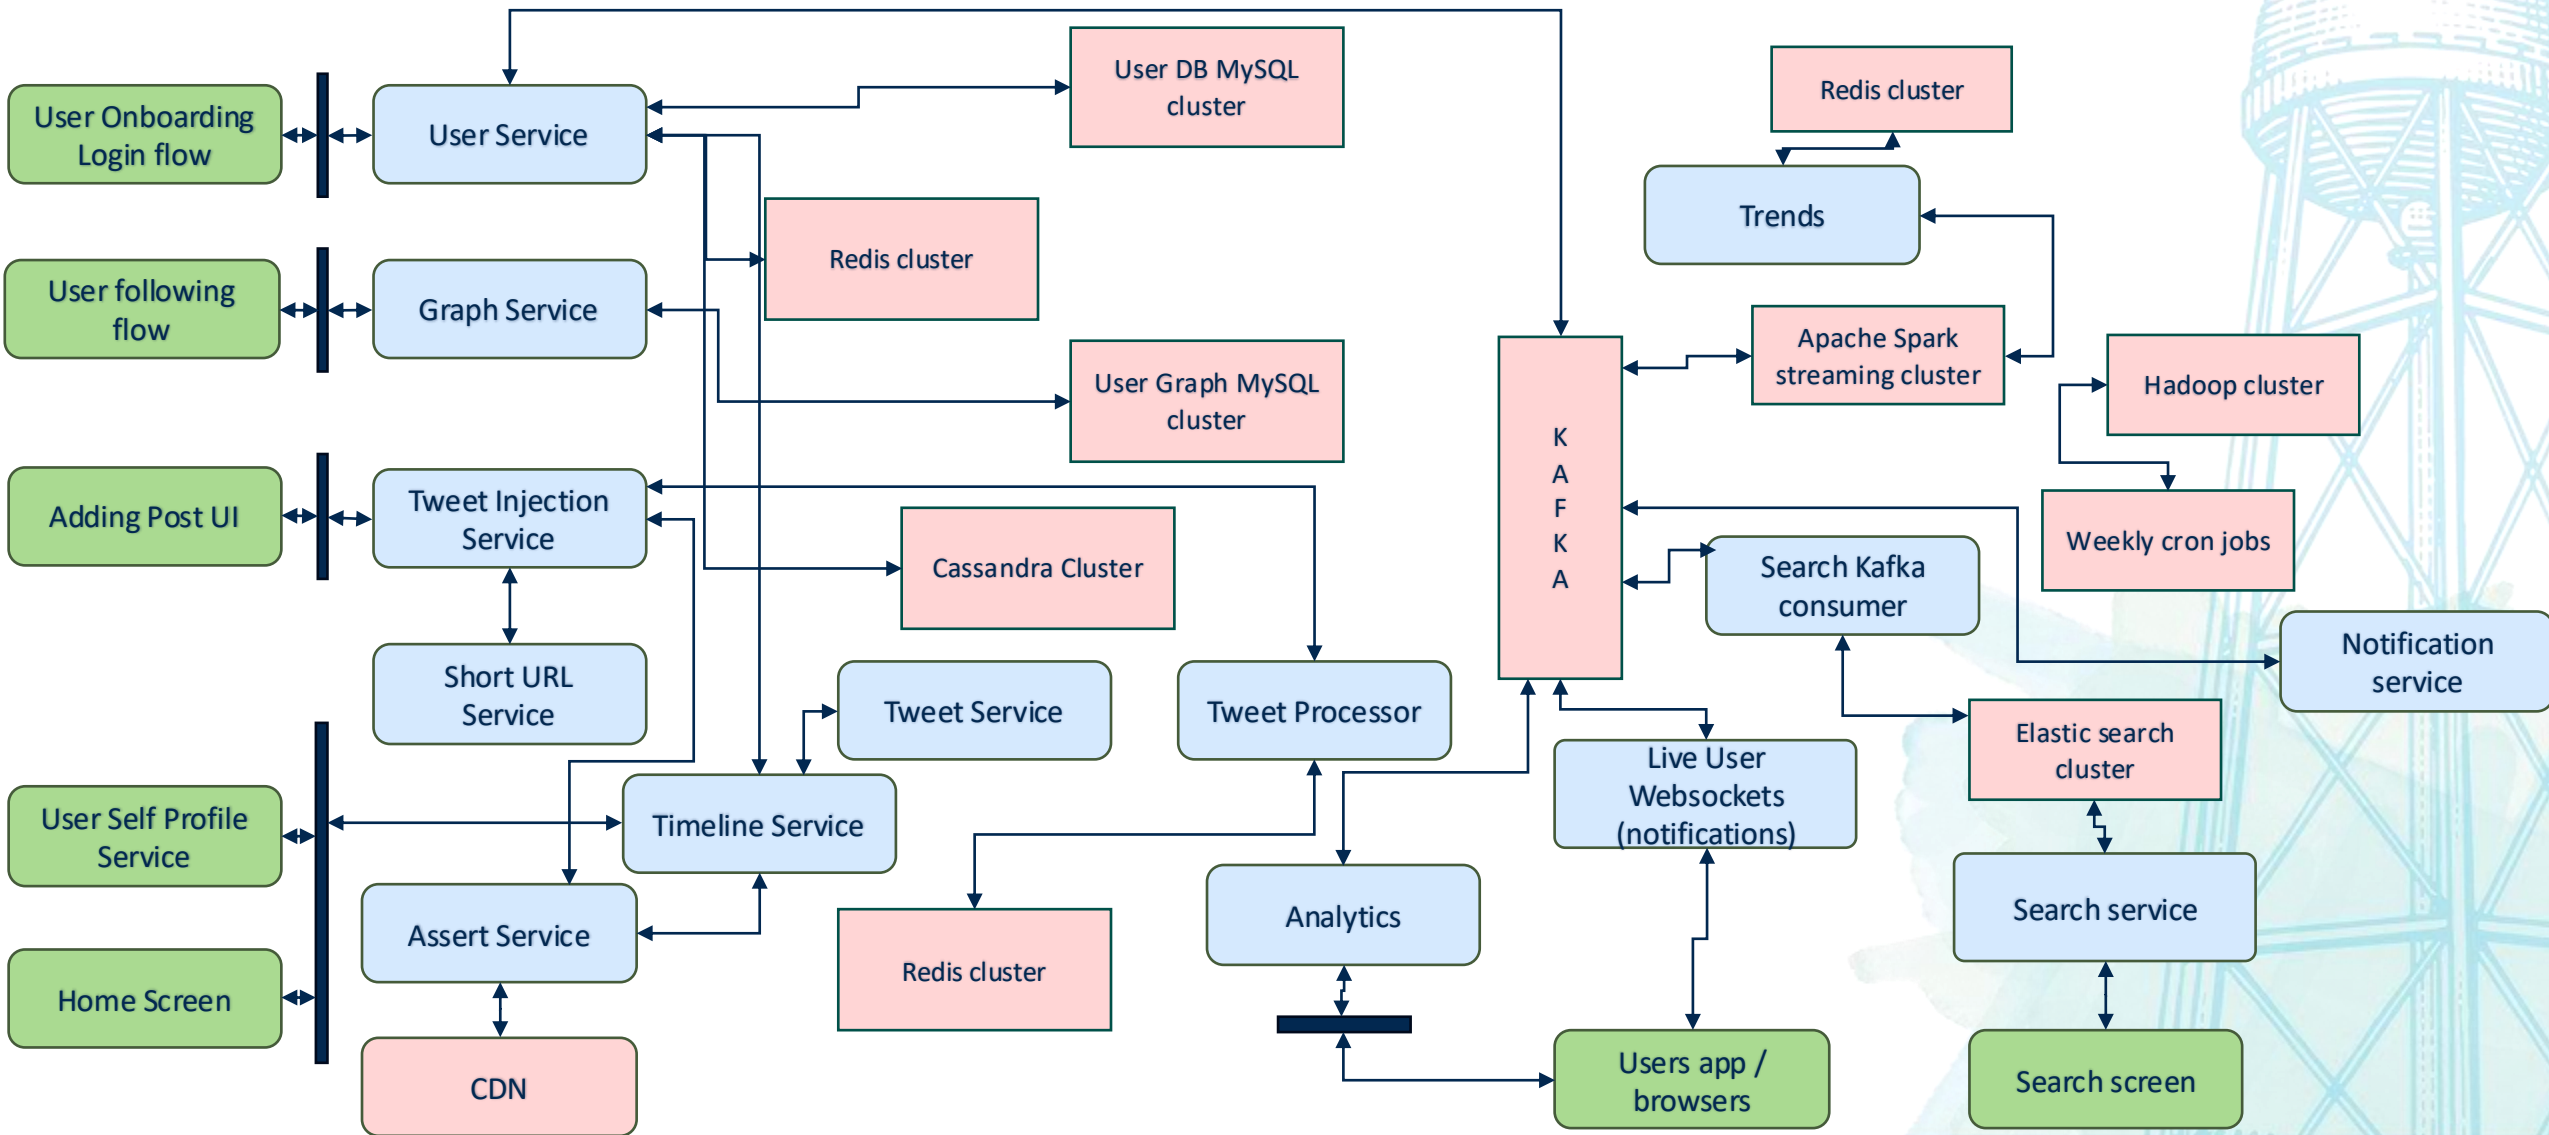 User Onboarding
Login flow
User Service
User DB MySQL
cluster
Redis cluster
User following
flow
Graph Service
Redis cluster
User Graph MySQL
cluster
Trends
Apache Spark
streaming cluster
Hadoop cluster
Weekly cron jobs
K
A
F
K
A
Adding Post UI
Tweet Injection
Service
Cassandra Cluster
Search Kafka
consumer
Notification
service
Short URL
Service
Tweet Service
Tweet Processor
Live User
Websockets
(notifications)
Elastic search
cluster
User Self Profile
Service
Timeline Service
Assert Service
Redis cluster
Analytics
Search service
Home Screen
CDN
Users app /
browsers
Search screen